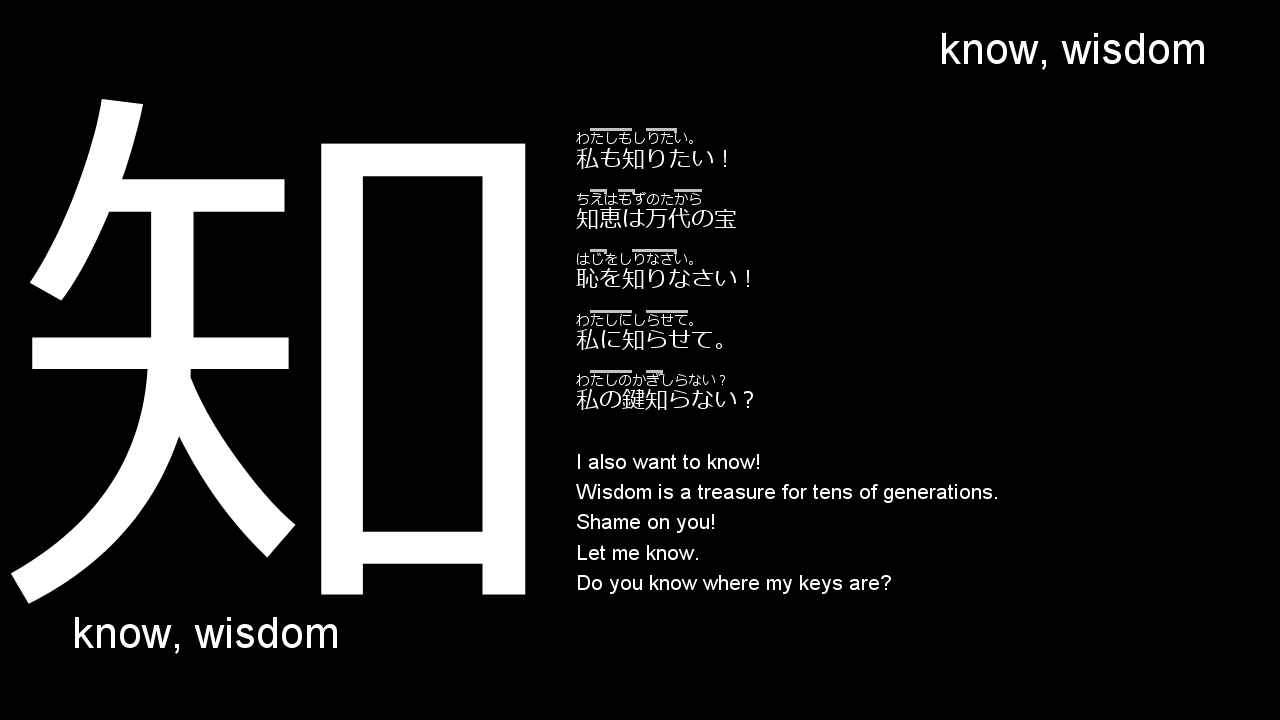 know, wisdom
知
わたしもしりたい。
私も知りたい！
ちえはもずのたから
知恵は万代の宝
はじをしりなさい。
恥を知りなさい！
わたしにしらせて。
私に知らせて。
わたしのかぎしらない？
私の鍵知らない？
I also want to know!
Wisdom is a treasure for tens of generations.
Shame on you!
Let me know.
Do you know where my keys are?
know, wisdom